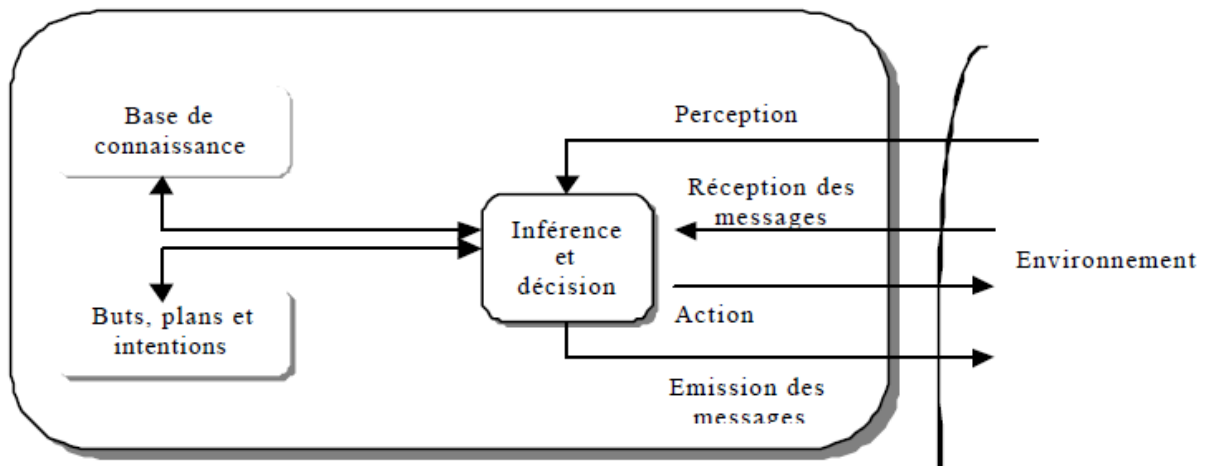 Base de
connaissance
Buts, plans et
intentions
Inférence
et
décision
Perception
Réception des
messages
Action
Emission des
messages
Environnement